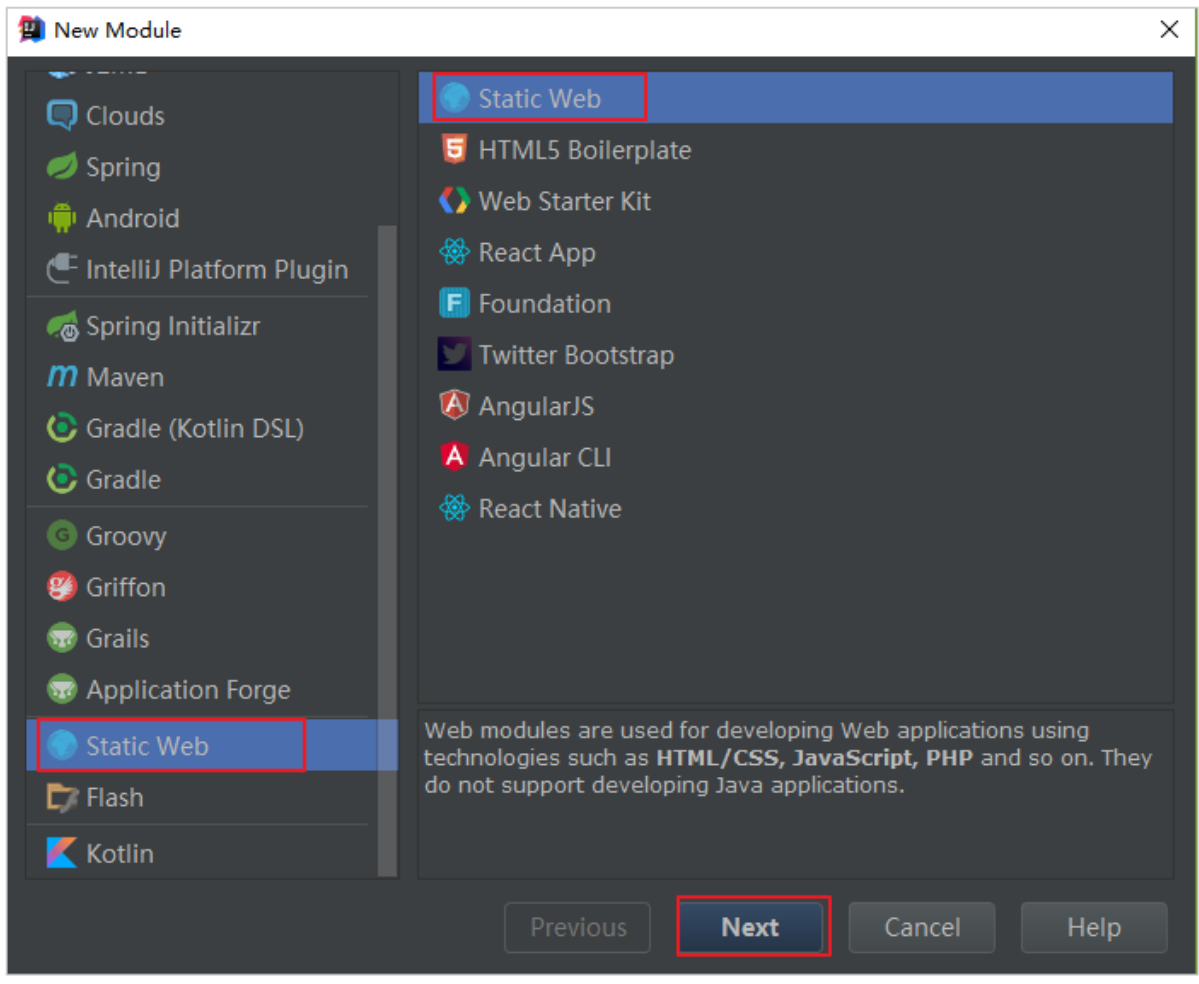 New Module
Clouds
Spring
Android
IntelliJ Platform Plugin
Spring Initializr
Maven
Gradle (Kotlin DSL)
Gradle
Groovy
Griffon
Grails
Application Forge
Static Web
Flash
Kotlin
Static Web
HTML5 Boilerplate
Web Starter Kit
React App
Foundation
Twitter Bootstrap
AngularJS
Angular CLI
React Native
Web modules are used for developing Web applications using
technologies such as HTML/CSS, JavaScript, PHP and so on. They
do not support developing Java applications.
Previous
Next
Cancel
Help